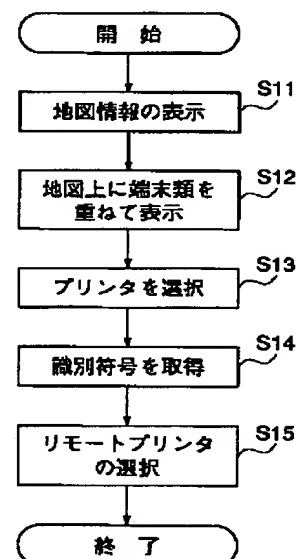 開 始
S11
地図情報の表示
S12
地図上に端末類を
重ねて表示
S13
プリンタを選択
S14
識別符号を取得
S15
リモートプリンタ
の選択
終 了